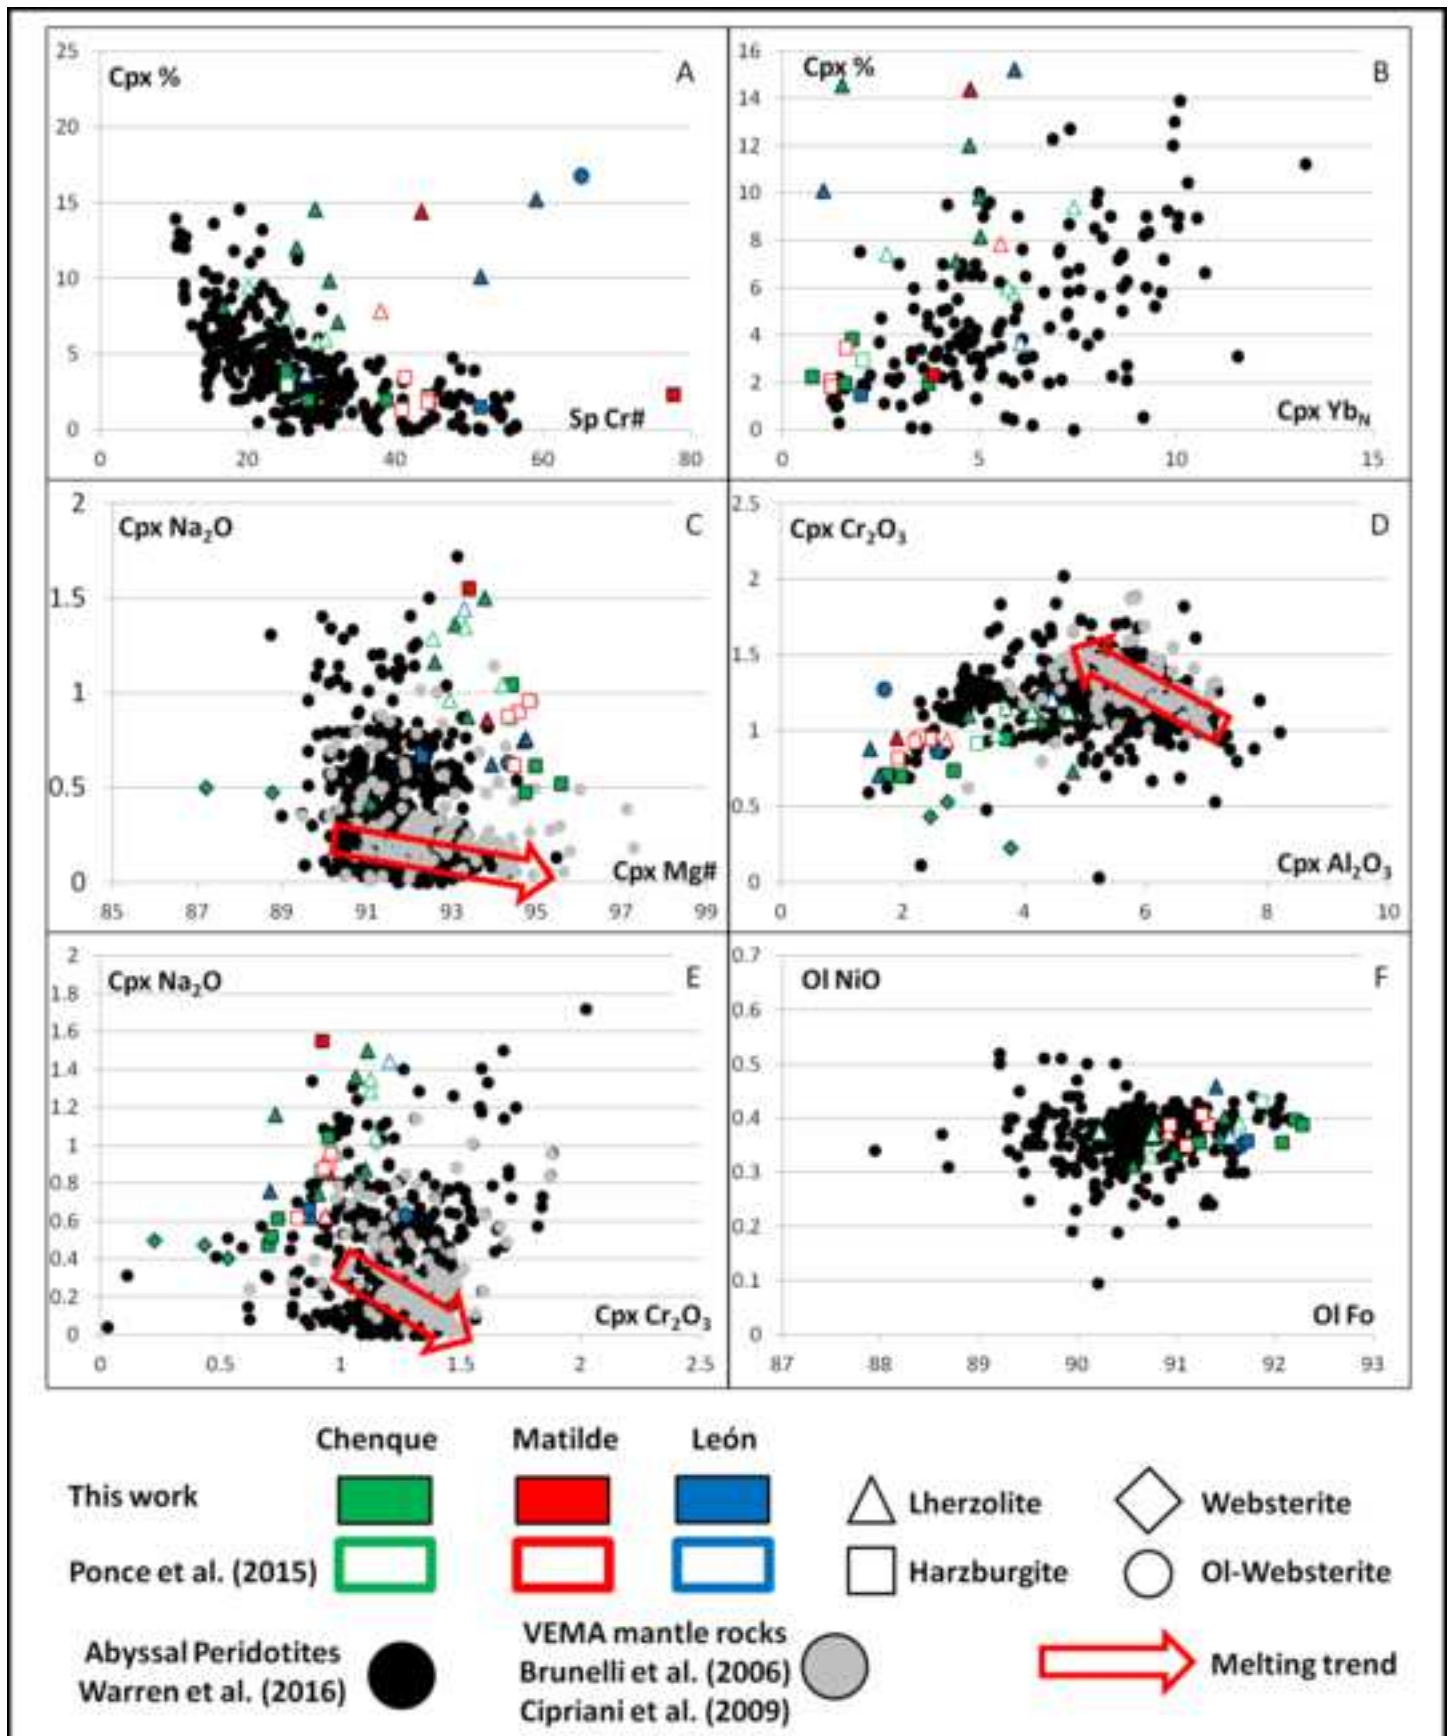 Cpx %
A
25
20
15
10
5
0
0 20 40 60 80
Sp Cr#
Cpx %
B
16
14
12
10
8
6
4
2
0
0 5 10 15
Cpx Yb_N
Cpx Na₂O
C
2
1.5
1
0.5
0
85 87 89 91 93 95 97 99
Cpx Mg#
Cpx Cr₂O₃
D
2.5
2
1.5
1
0.5
0
0 2 4 6 8 10
Cpx Al₂O₃
Cpx Na₂O
E
2
1.8
1.6
1.4
1.2
1
0.8
0.6
0.4
0.2
0
0 0.5 1 1.5 2 2.5
Cpx Cr₂O₃
Ol NiO
F
0.7
0.6
0.5
0.4
0.3
0.2
0.1
0
87 88 89 90 91 92 93
Ol Fo
Chenque Matilde León
This work
Lherzolite
Websterite
Ponce et al. (2015)
Harzburgite
Ol-Websterite
Abyssal Peridotites
Warren et al. (2016)
VEMA mantle rocks
Brunelli et al. (2006)
Cipriani et al. (2009)
Melting trend